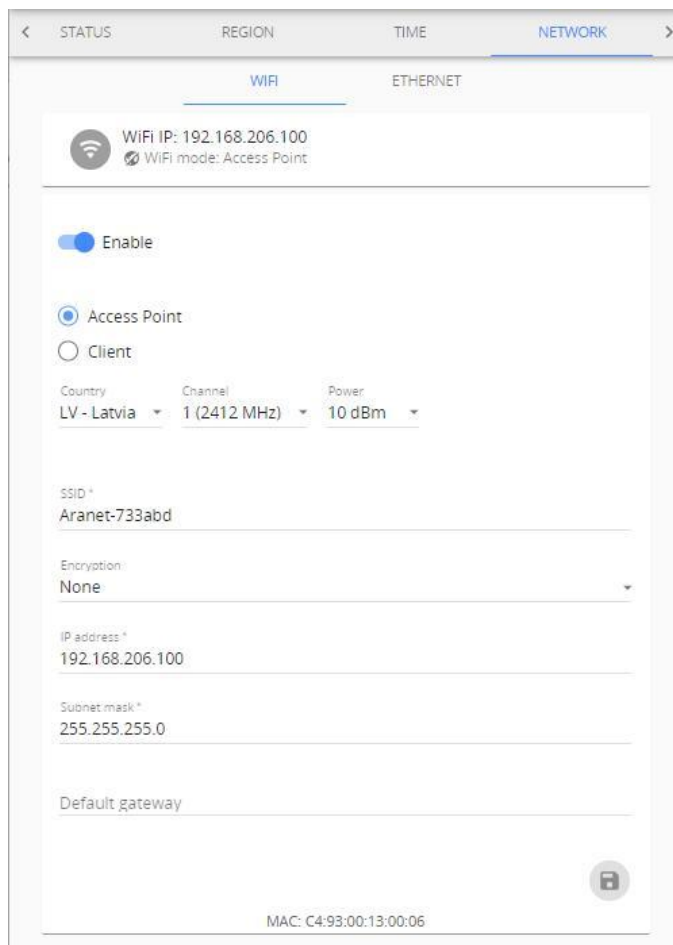 STATUS REGION TIME NETWORK
WIFI ETHERNET
WiFi IP: 192.168.206.100
WiFi mode: Access Point
Enable
Access Point
Client
Country Channel Power
LV - Latvia 1 (2412 MHz) 10 dBm
SSID *
Aranet-733abd
Encryption
None
IP address *
192.168.206.100
Subnet mask *
255.255.255.0
Default gateway
MAC: C4:93:00:13:00:06